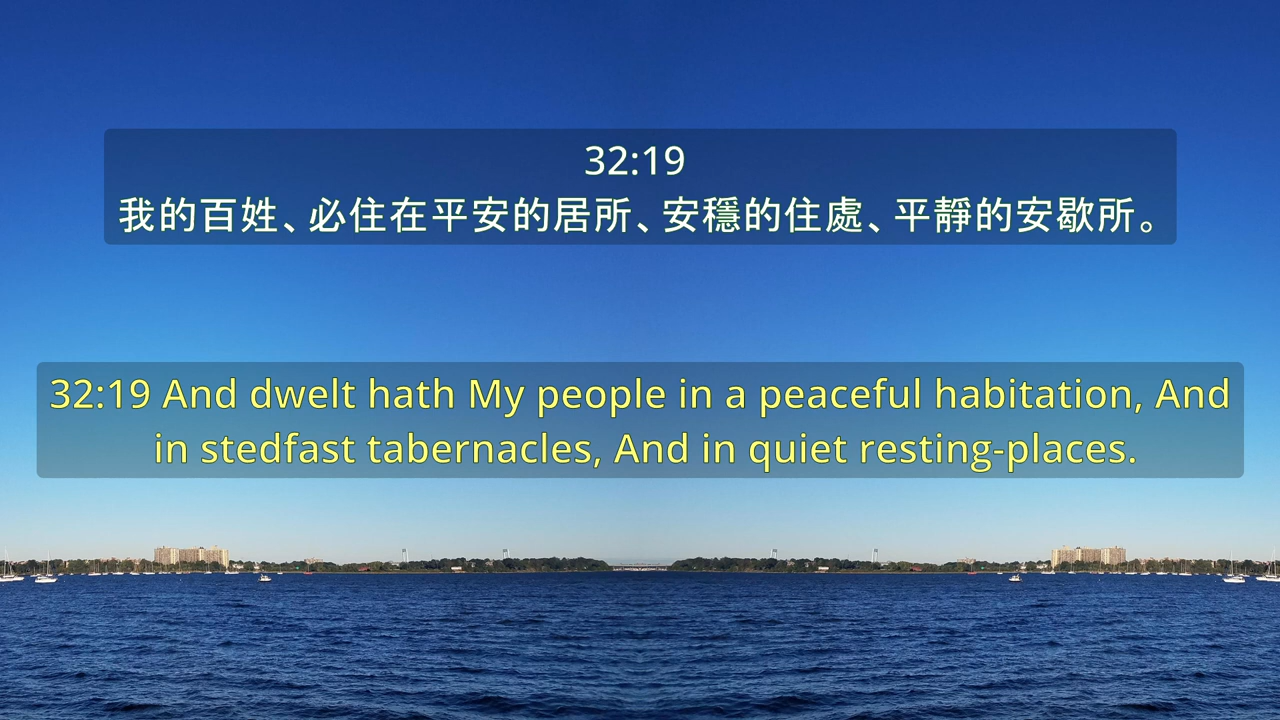 32:19
我的百姓、必住在平安的居所、安穩的住處、平靜的安歇所。
32:19 And dwelt hath My people in a peaceful habitation, And
in stedfast tabernacles, And in quiet resting-places.